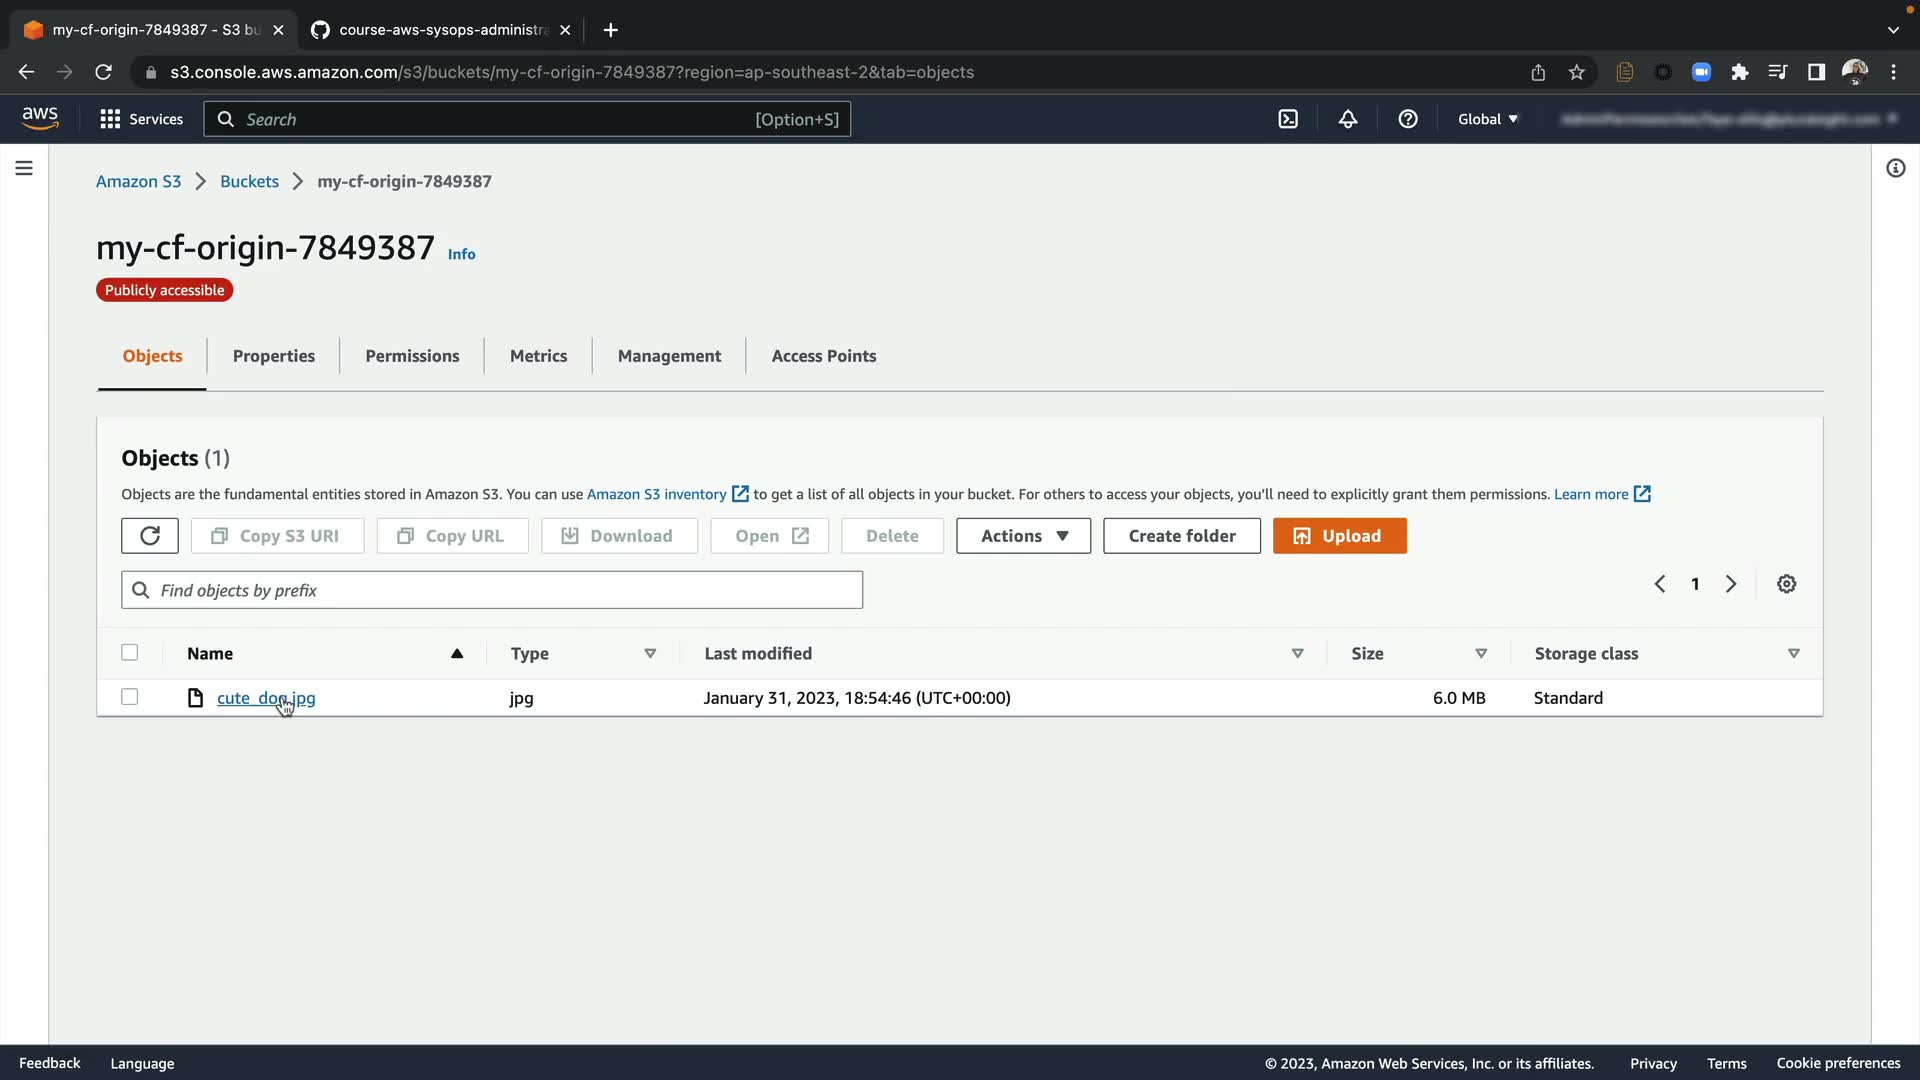 my-cf-origin-7849387 - S3 bu
course-aws-sysops-administra
s3.console.aws.amazon.com/s3/buckets/my-cf-origin-7849387?region=ap-southeast-2&tab=objects
aws Services Search [Option+S] Global
Amazon S3 Buckets my-cf-origin-7849387
my-cf-origin-7849387 Info
Publicly accessible
Objects Properties Permissions Metrics Management Access Points
Objects (1)
Objects are the fundamental entities stored in Amazon S3. You can use Amazon S3 inventory to get a list of all objects in your bucket. For others to access your objects, you'll need to explicitly grant them permissions. Learn more
Copy S3 URI Copy URL Download Open Delete Actions Create folder Upload
Find objects by prefix 1
Name Type Last modified Size Storage class
cute_dog.jpg jpg January 31, 2023, 18:54:46 (UTC+00:00) 6.0 MB Standard
Feedback Language © 2023, Amazon Web Services, Inc. or its affiliates. Privacy Terms Cookie preferences